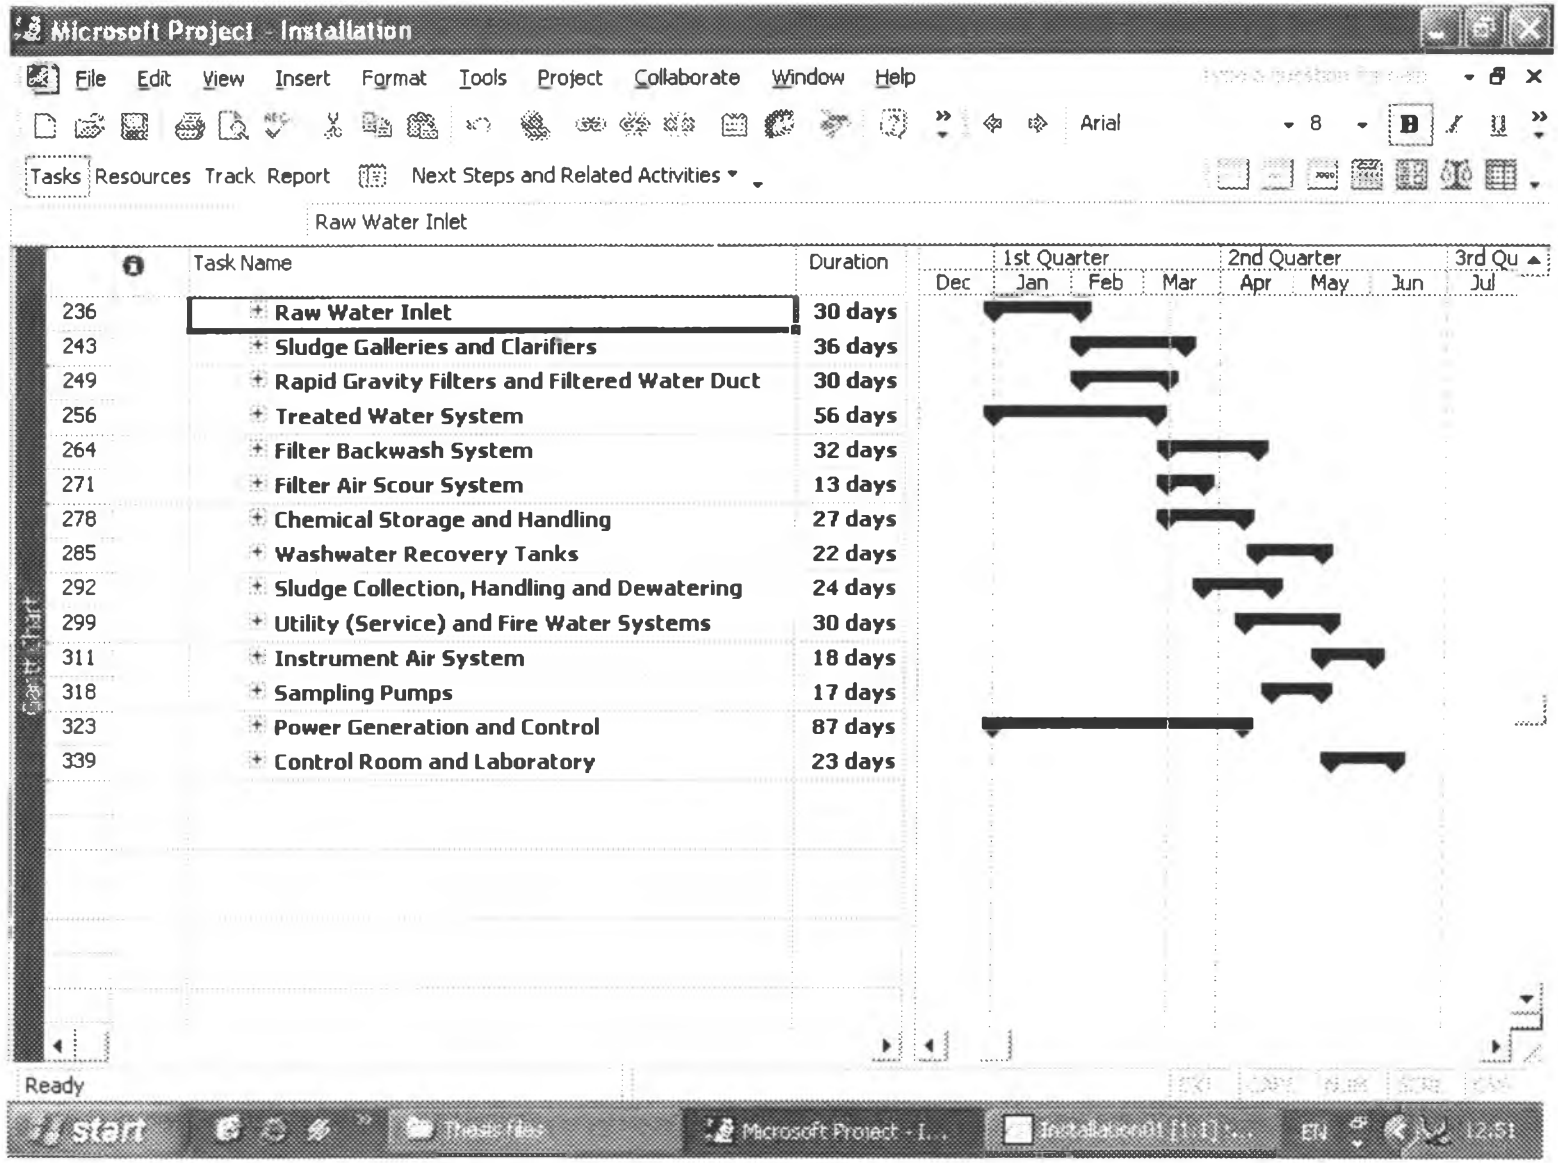 Microsoft Project - Installation
File Edit View Insert Format Tools Project Collaborate Window Help
Arial 8 B I U
Tasks Resources Track Report Next Steps and Related Activities
Raw Water Inlet
Task Name Duration 1st Quarter 2nd Quarter 3rd Qu
Dec Jan Feb Mar Apr May Jun Jul
236 + Raw Water Inlet 30 days
243 + Sludge Galleries and Clarifiers 36 days
249 + Rapid Gravity Filters and Filtered Water Duct 30 days
256 + Treated Water System 56 days
264 + Filter Backwash System 32 days
271 + Filter Air Scour System 13 days
278 + Chemical Storage and Handling 27 days
285 + Washwater Recovery Tanks 22 days
292 + Sludge Collection, Handling and Dewatering 24 days
299 + Utility (Service) and Fire Water Systems 30 days
311 + Instrument Air System 18 days
318 + Sampling Pumps 17 days
323 + Power Generation and Control 87 days
339 + Control Room and Laboratory 23 days
Gantt Chart
Ready
start Thesis files Microsoft Project - I... Installation01 [1:1] :... EN 12:51